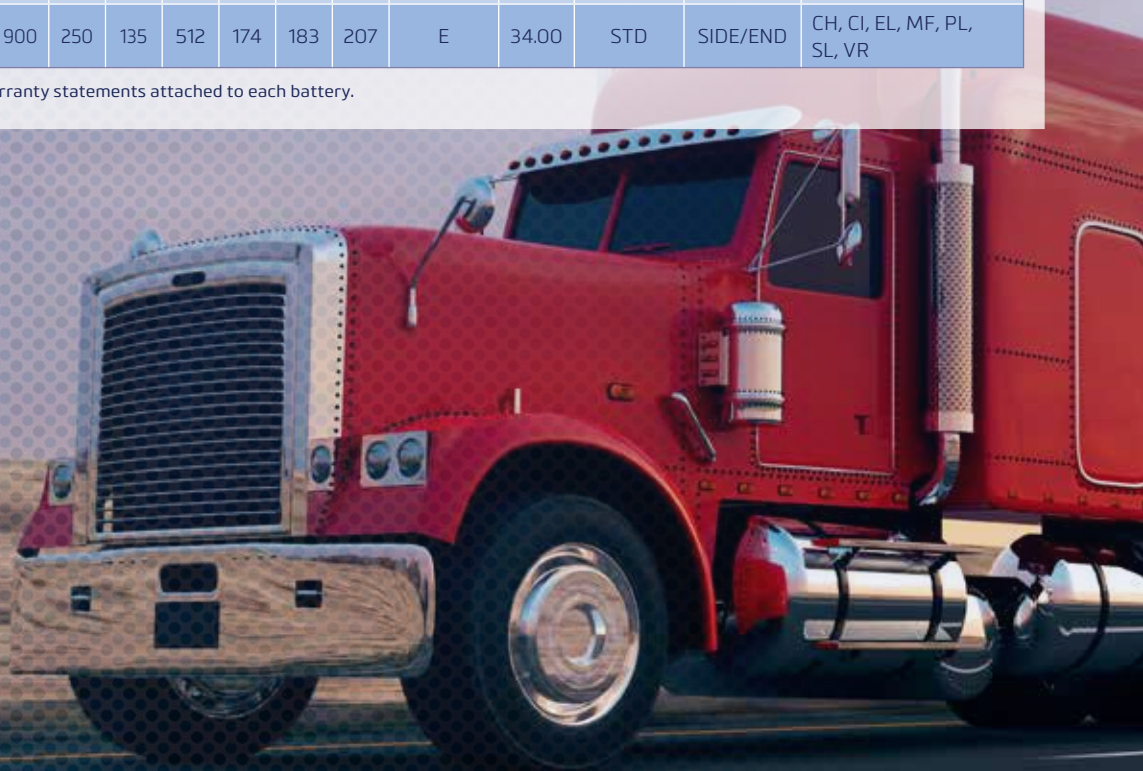 900 250 135 512 174 183 207 E 34.00 STD SIDE/END CH, CI, EL, MF, PL,
SL, VR
rranty statements attached to each battery.